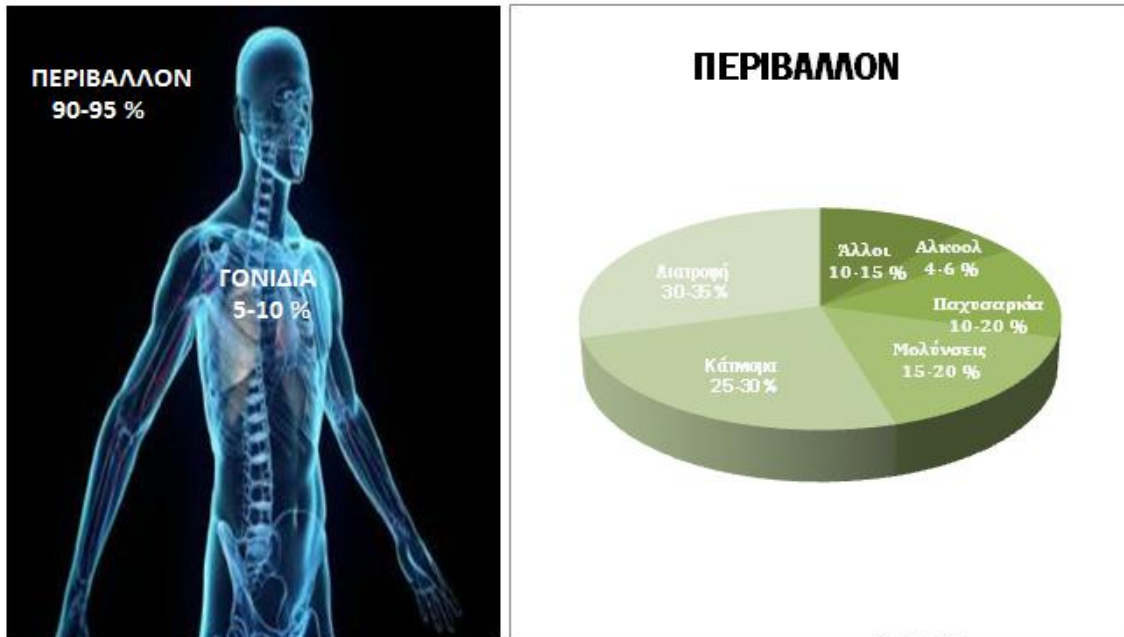 ΠΕΡΙΒΑΛΛΟΝ
90-95 %
ΓΟΝΙΔΙΑ
5-10 %
ΠΕΡΙΒΑΛΛΟΝ
Άλλοι
10-15 %
Αλκοολ
4-6 %
Παχυσαρκία
10-20 %
Μολύνσεις
15-20 %
Κάπνισμα
25-30 %
Διατροφή
30-35%